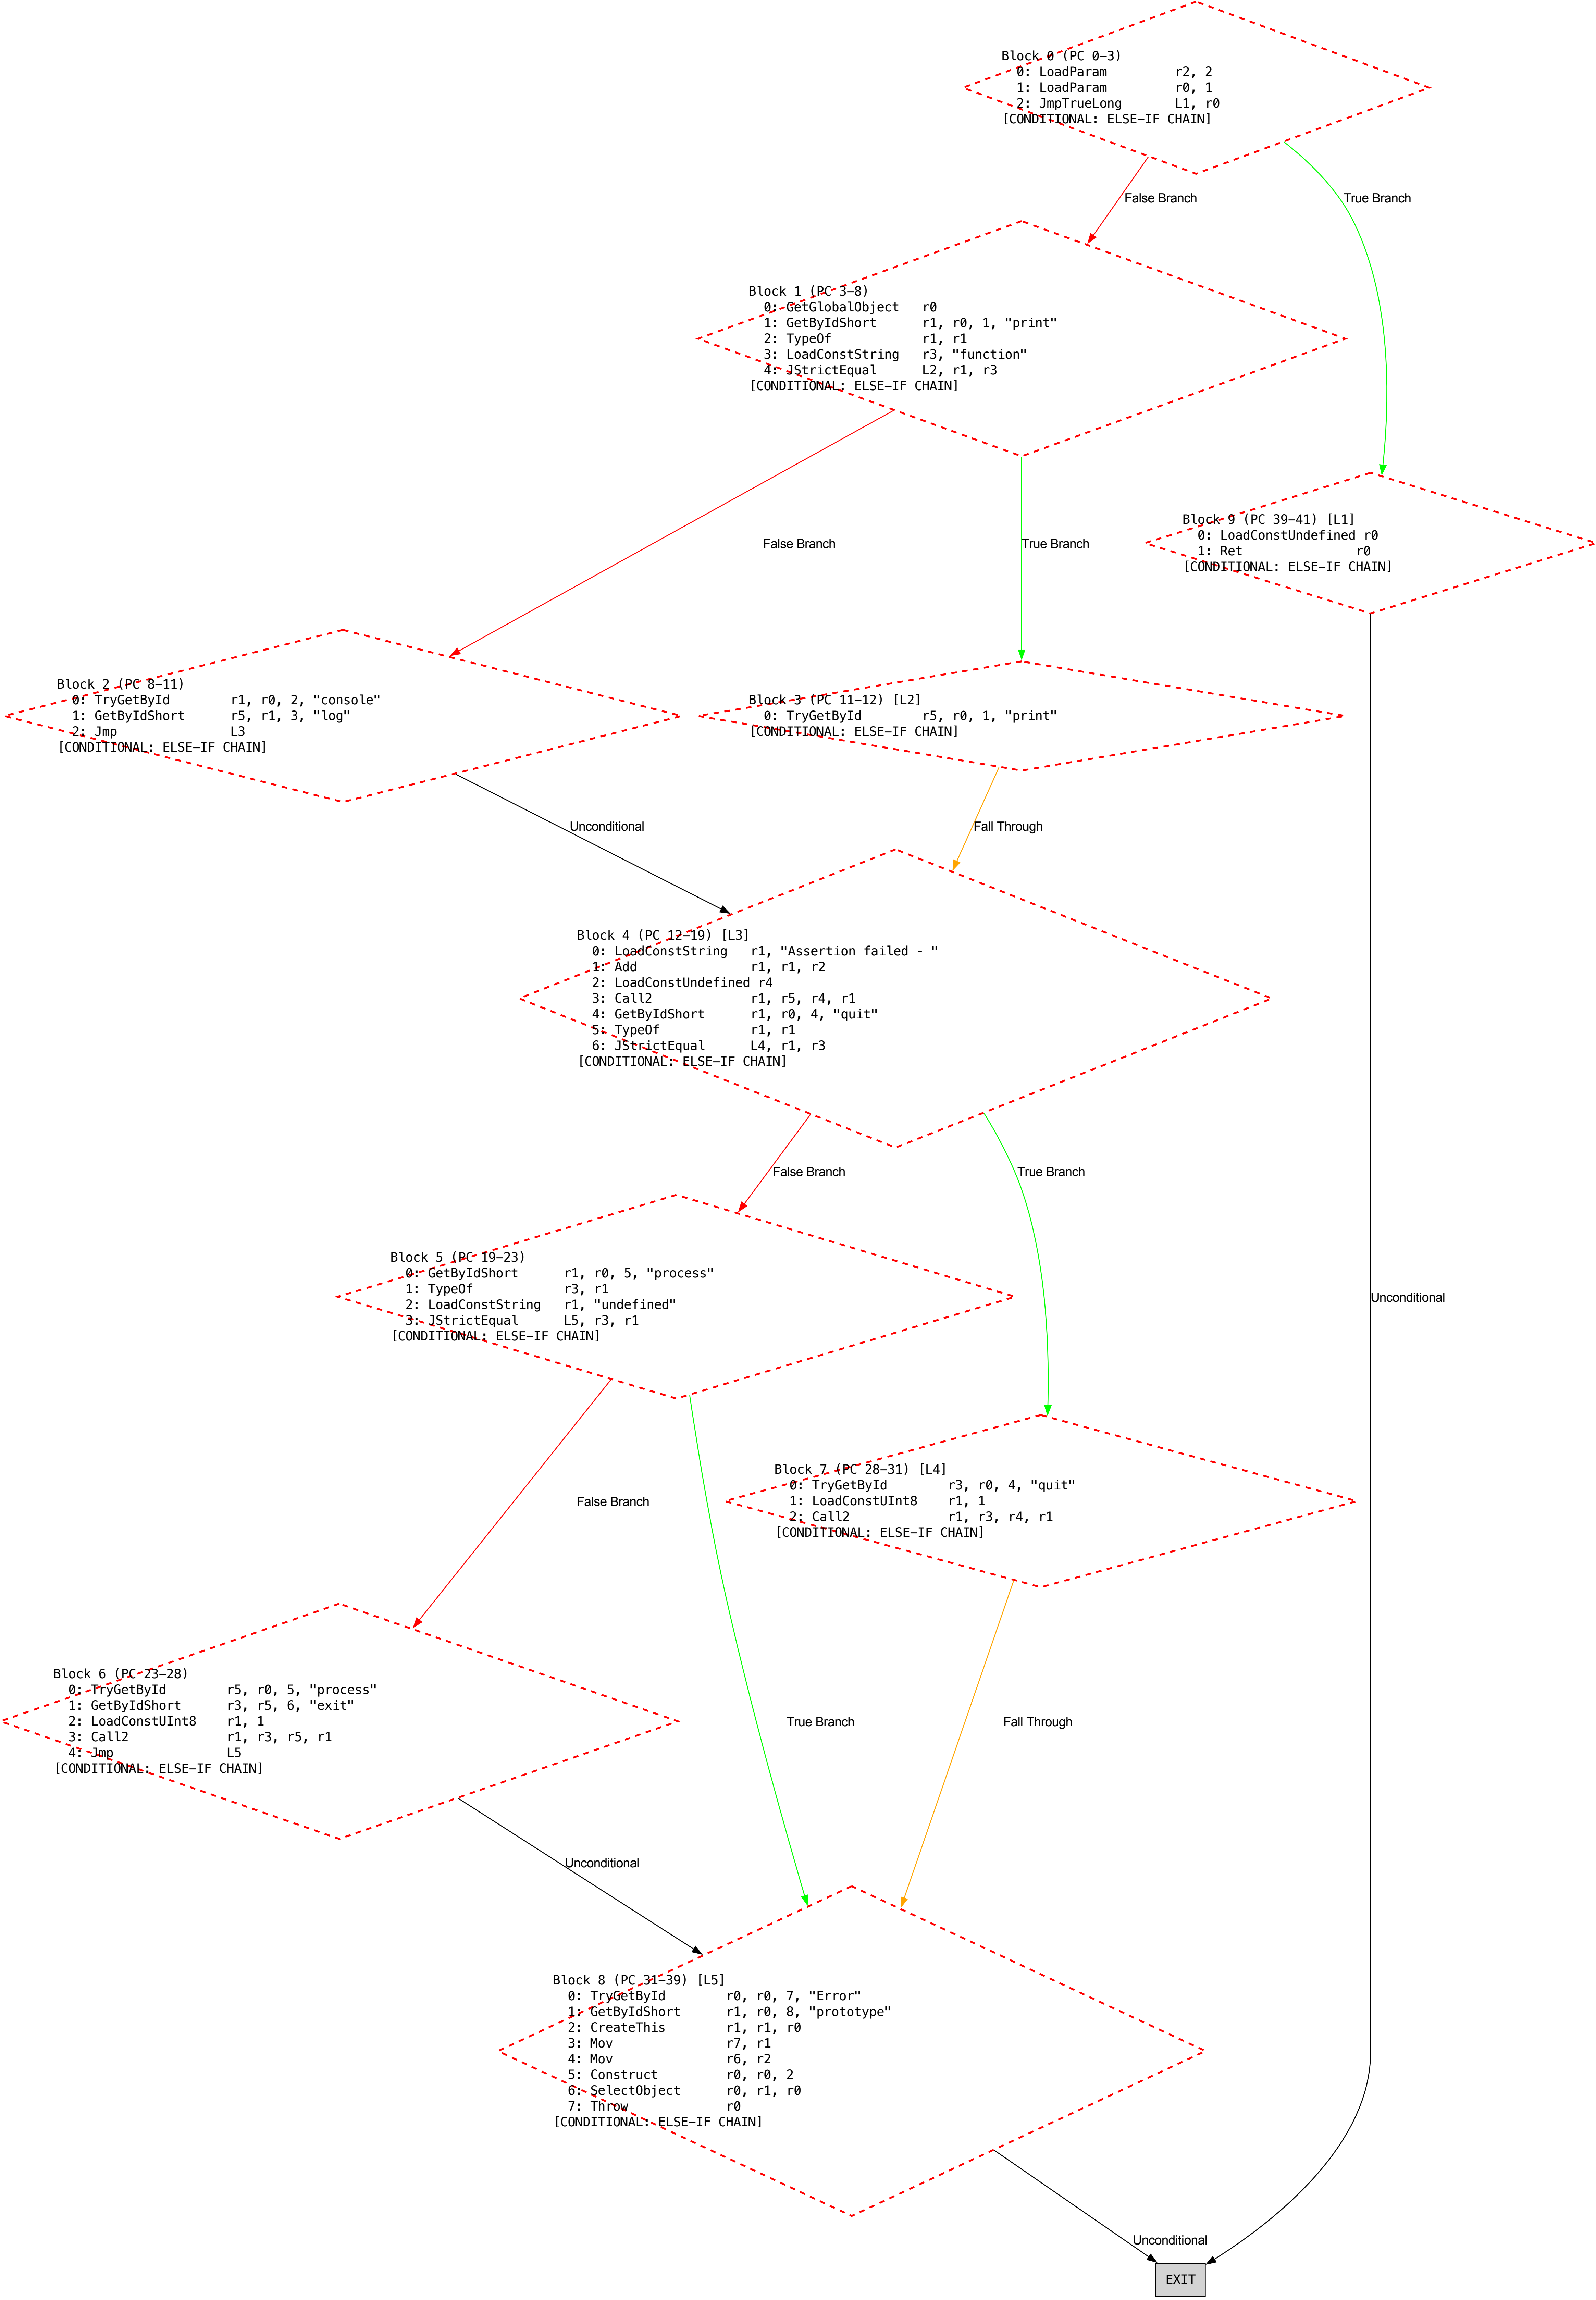 Block 0 (PC 0-3)
0: LoadParam r2, 2
1: LoadParam r0, 1
2: JmpTrueLong L1, r0
[CONDITIONAL: ELSE-IF CHAIN]
False Branch
True Branch
Block 1 (PC 3-8)
0: GetGlobalObject r0
1: GetByIdShort r1, r0, 1, "print"
2: TypeOf r1, r1
3: LoadConstString r3, "function"
4: JStrictEqual L2, r1, r3
[CONDITIONAL: ELSE-IF CHAIN]
False Branch
True Branch
Block 9 (PC 39-41) [L1]
0: LoadConstUndefined r0
1: Ret r0
[CONDITIONAL: ELSE-IF CHAIN]
Block 2 (PC 8-11)
0: TryGetById r1, r0, 2, "console"
1: GetByIdShort r5, r1, 3, "log"
2: Jmp L3
[CONDITIONAL: ELSE-IF CHAIN]
Block 3 (PC 11-12) [L2]
0: TryGetById r5, r0, 1, "print"
[CONDITIONAL: ELSE-IF CHAIN]
Unconditional
Fall Through
Block 4 (PC 12-19) [L3]
0: LoadConstString r1, "Assertion failed - "
1: Add r1, r1, r2
2: LoadConstUndefined r4
3: Call2 r1, r5, r4, r1
4: GetByIdShort r1, r0, 4, "quit"
5: TypeOf r1, r1
6: JStrictEqual L4, r1, r3
[CONDITIONAL: ELSE-IF CHAIN]
False Branch
True Branch
Block 5 (PC 19-23)
0: GetByIdShort r1, r0, 5, "process"
1: TypeOf r3, r1
2: LoadConstString r1, "undefined"
3: JStrictEqual L5, r3, r1
[CONDITIONAL: ELSE-IF CHAIN]
Unconditional
False Branch
Block 7 (PC 28-31) [L4]
0: TryGetById r3, r0, 4, "quit"
1: LoadConstUInt8 r1, 1
2: Call2 r1, r3, r4, r1
[CONDITIONAL: ELSE-IF CHAIN]
Block 6 (PC 23-28)
0: TryGetById r5, r0, 5, "process"
1: GetByIdShort r3, r5, 6, "exit"
2: LoadConstUInt8 r1, 1
3: Call2 r1, r3, r5, r1
4: Jmp L5
[CONDITIONAL: ELSE-IF CHAIN]
True Branch
Fall Through
Unconditional
Block 8 (PC 31-39) [L5]
0: TryGetById r0, r0, 7, "Error"
1: GetByIdShort r1, r0, 8, "prototype"
2: CreateThis r1, r1, r0
3: Mov r7, r1
4: Mov r6, r2
5: Construct r0, r0, 2
6: SelectObject r0, r1, r0
7: Throw r0
[CONDITIONAL: ELSE-IF CHAIN]
Unconditional
EXIT